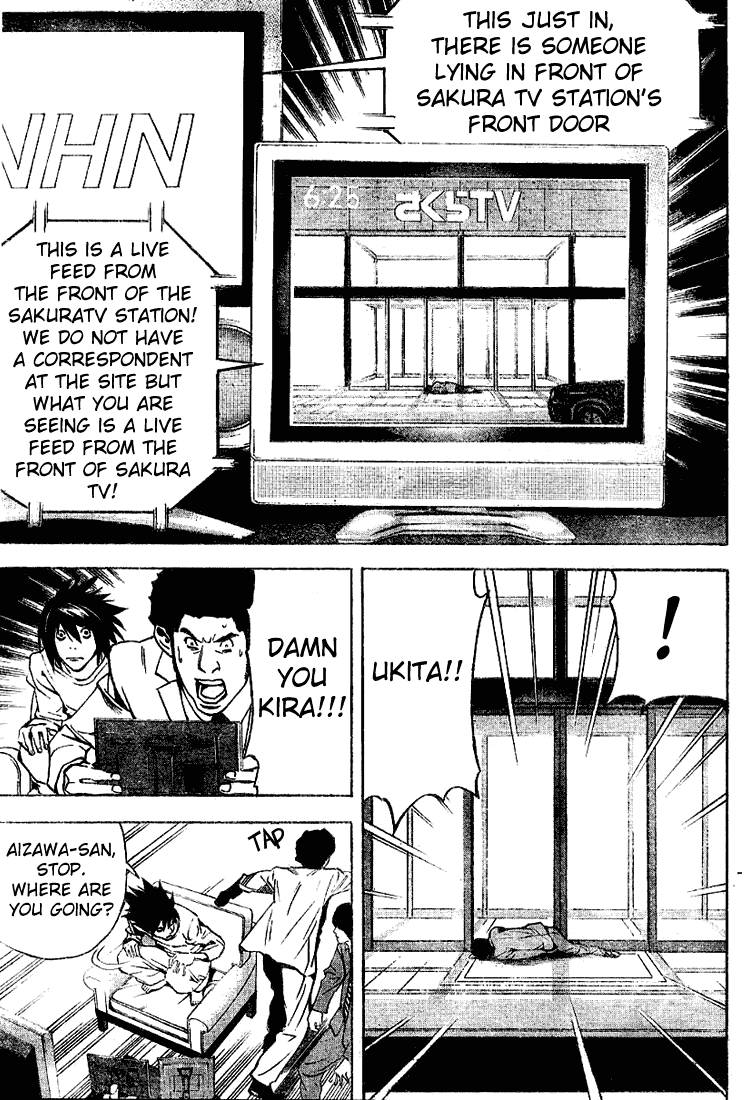 THIS JUST IN,
THERE IS SOMEONE
LYING IN FRONT OF
SAKURA TV STATION'S
FRONT DOOR
NHN
6:25
さくらTV
THIS IS A LIVE
FEED FROM
THE FRONT OF THE
SAKURATV STATION!
WE DO NOT HAVE
A CORRESPONDENT
AT THE SITE BUT
WHAT YOU ARE
SEEING IS A LIVE
FEED FROM THE
FRONT OF SAKURA
TV!
!
UKITA!!
DAMN
YOU
KIRA!!!
TAP
AIZAWA-SAN,
STOP.
WHERE ARE
YOU GOING?